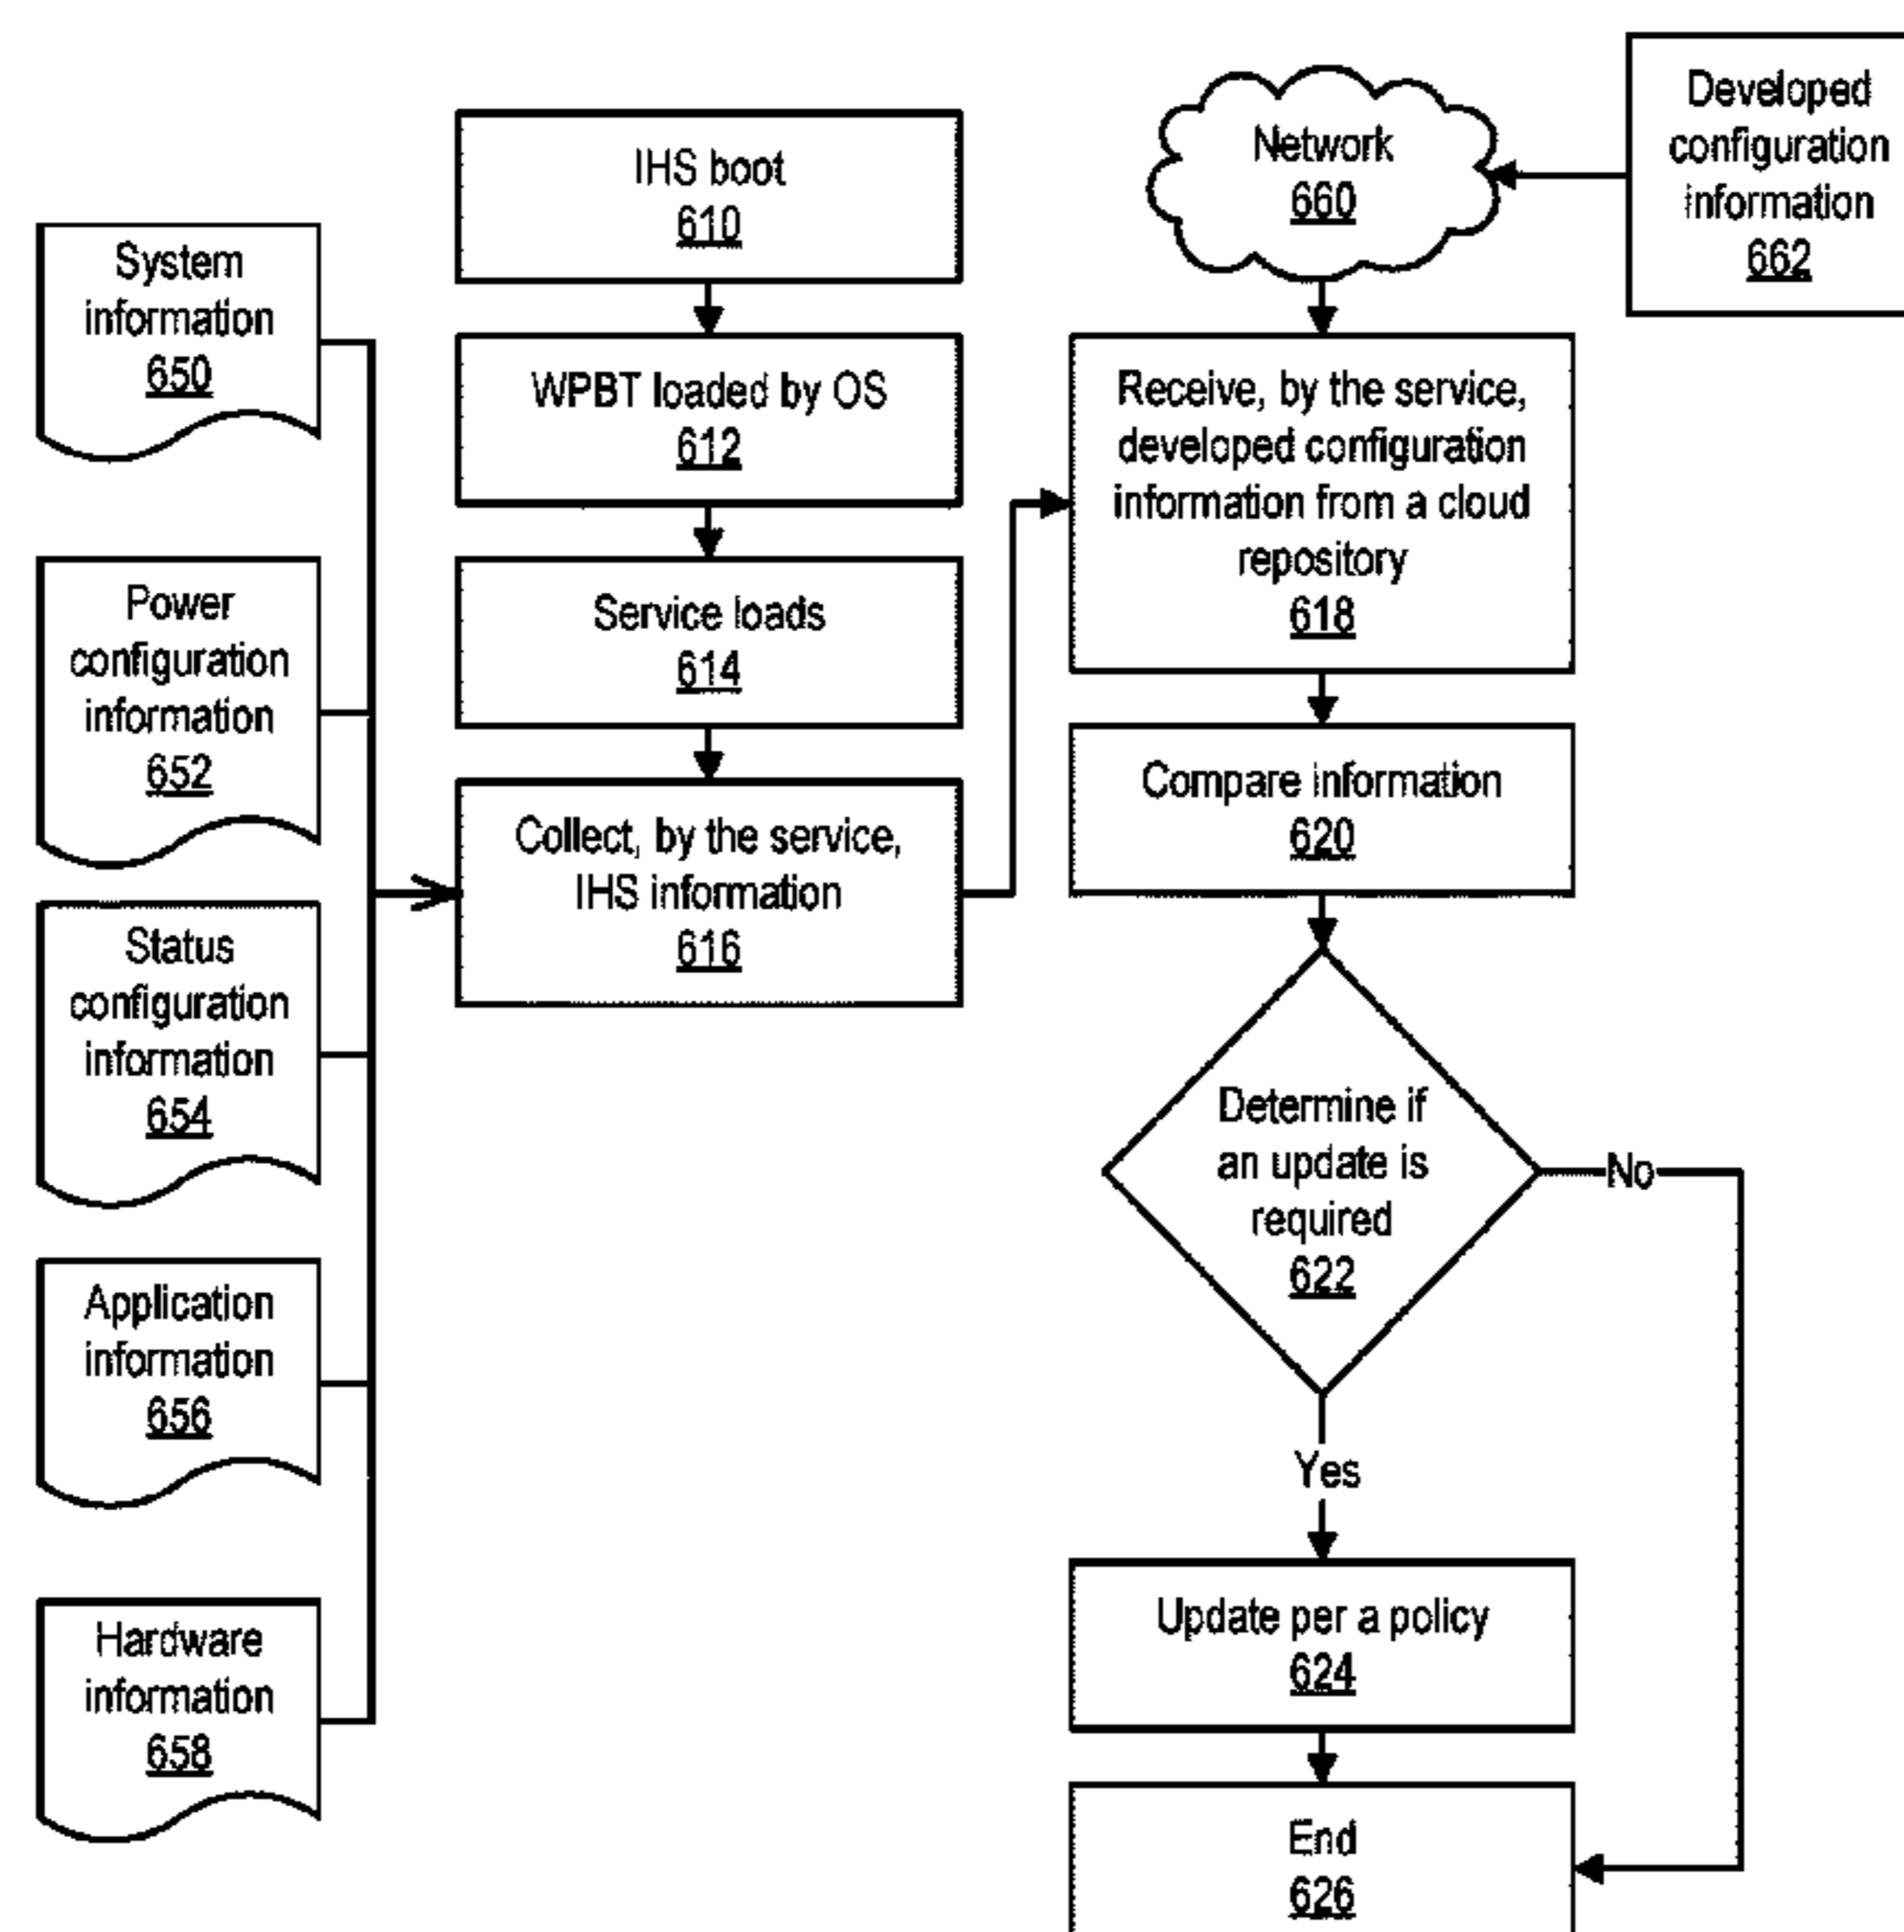 System
information
650
Power
configuration
information
652
Status
configuration
information
654
Application
information
656
Hardware
information
658
IHS boot
610
WPBT loaded by OS
612
Service loads
614
Collect, by the service,
IHS information
616
Network
660
Developed
configuration
information
662
Receive, by the service,
developed configuration
information from a cloud
repository
618
Compare information
620
Determine if
an update is
required
622
No
Yes
Update per a policy
624
End
626